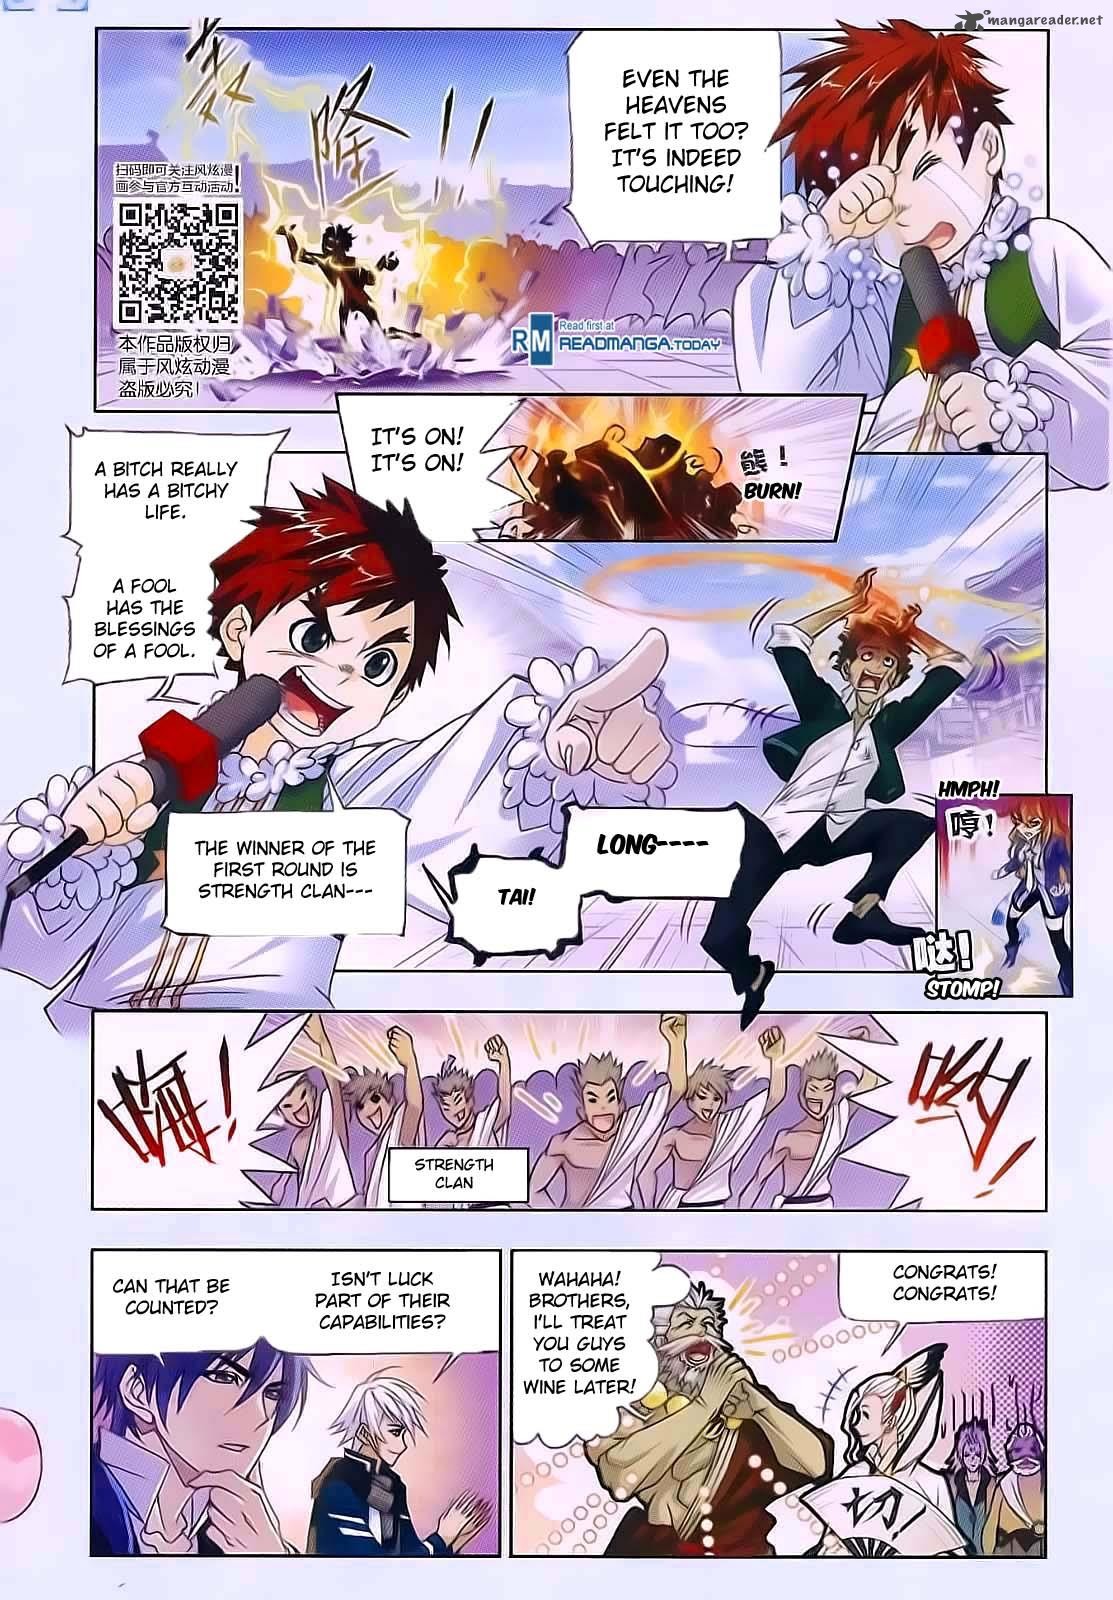 mangareader.net
EVEN THE
HEAVENS
FELT IT TOO?
IT'S INDEED
TOUCHING!
隆
扫码即可关注风炫漫
画参与官方互动活动!
本作品版权归
属于风炫动漫
盗版必究!
RM
Read first at
READMANGA.TODAY
IT'S ON!
IT'S ON!
BURN!
A BITCH REALLY
HAS A BITCHY
LIFE.
A FOOL
HAS THE
BLESSINGS
OF A FOOL.
THE WINNER OF THE
FIRST ROUND IS
STRENGTH CLAN---
TAI!
LONG----
HMPH!
哼!
哒!
STOMP!
STRENGTH
CLAN
CAN THAT BE
COUNTED?
ISN'T LUCK
PART OF THEIR
CAPABILITIES?
WAHAHA!
BROTHERS,
I'LL TREAT
YOU GUYS
TO SOME
WINE LATER!
CONGRATS!
CONGRATS!
切!